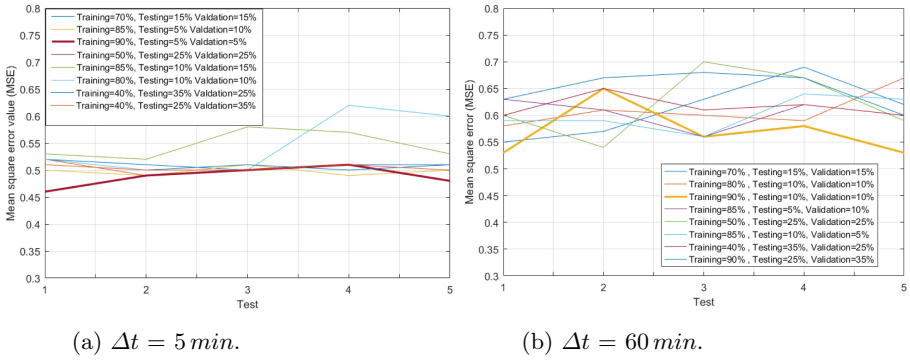 0.8
0.75
0.7
0.65
0.6
0.55
0.5
0.45
0.4
0.35
0.3
Mean square error value (MSE)
Training=70%, Testing=15% Valdation=15%
Training=85%, Testing=5% Valdation=10%
Training=90%, Testing=5% Valdation=5%
Training=50%, Testing=25% Valdation=25%
Training=85%, Testing=10% Valdation=15%
Training=80%, Testing=10% Valdation=10%
Training=40%, Testing=35% Valdation=25%
Training=40%, Testing=25% Valdation=35%
1 2 3 4 5
Test
(a) Δt = 5 min.
0.8
0.75
0.7
0.65
0.6
0.55
0.5
0.45
0.4
0.35
0.3
Mean square error (MSE)
Training=70% , Testing=15%, Validation=15%
Training=80% , Testing=10%, Validation=10%
Training=90% , Testing=10%, Validation=10%
Training=85% , Testing=5%, Validation=10%
Training=50% , Testing=25%, Validation=25%
Training=85% , Testing=10%, Validation=5%
Training=40% , Testing=35%, Validation=25%
Training=90% , Testing=25%, Validation=35%
1 2 3 4 5
Test
(b) Δt = 60 min.